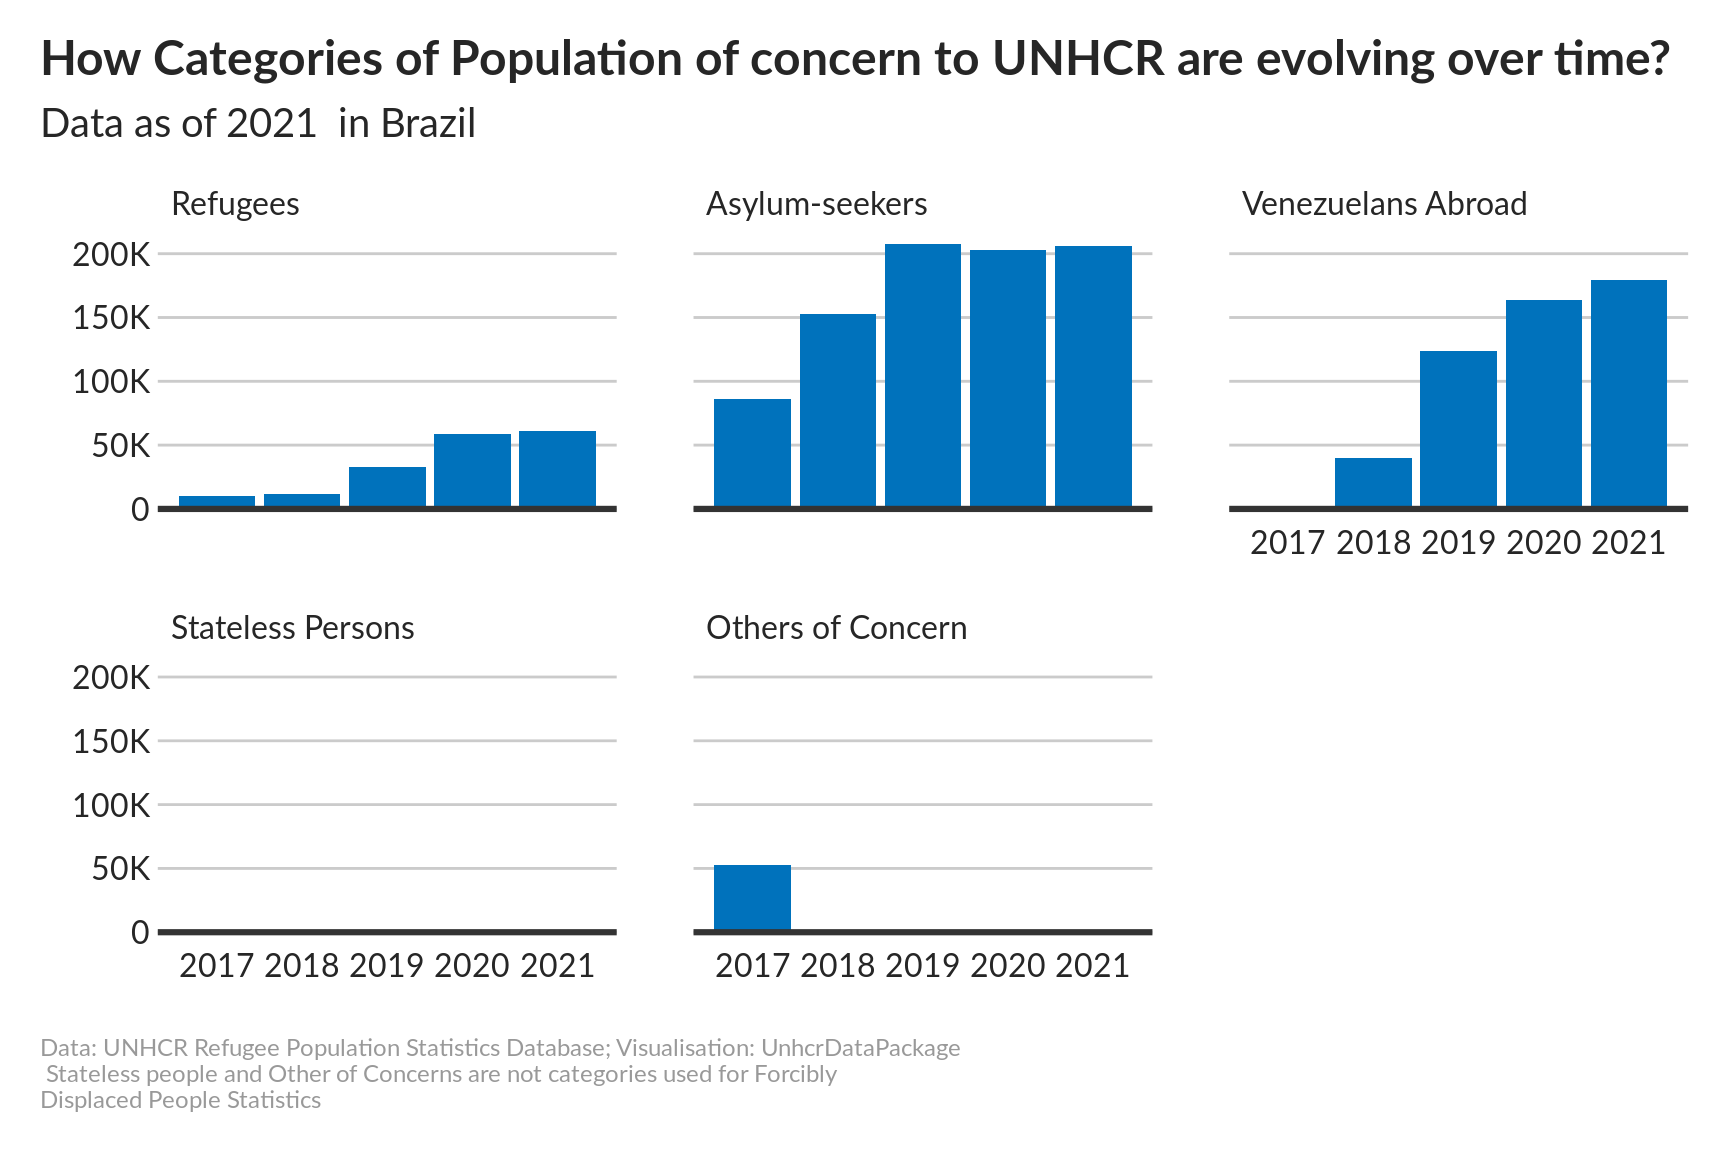 How Categories of Population of concern to UNHCR are evolving over time?
Data as of 2021  in Brazil
Refugees
Asylum-seekers
Venezuelans Abroad
200K
150K
100K
50K
0
2017 2018 2019 2020 2021
Stateless Persons
Others of Concern
200K
150K
100K
50K
0
2017 2018 2019 2020 2021
2017 2018 2019 2020 2021
Data: UNHCR Refugee Population Statistics Database; Visualisation: UnhcrDataPackage
Stateless people and Other of Concerns are not categories used for Forcibly
Displaced People Statistics